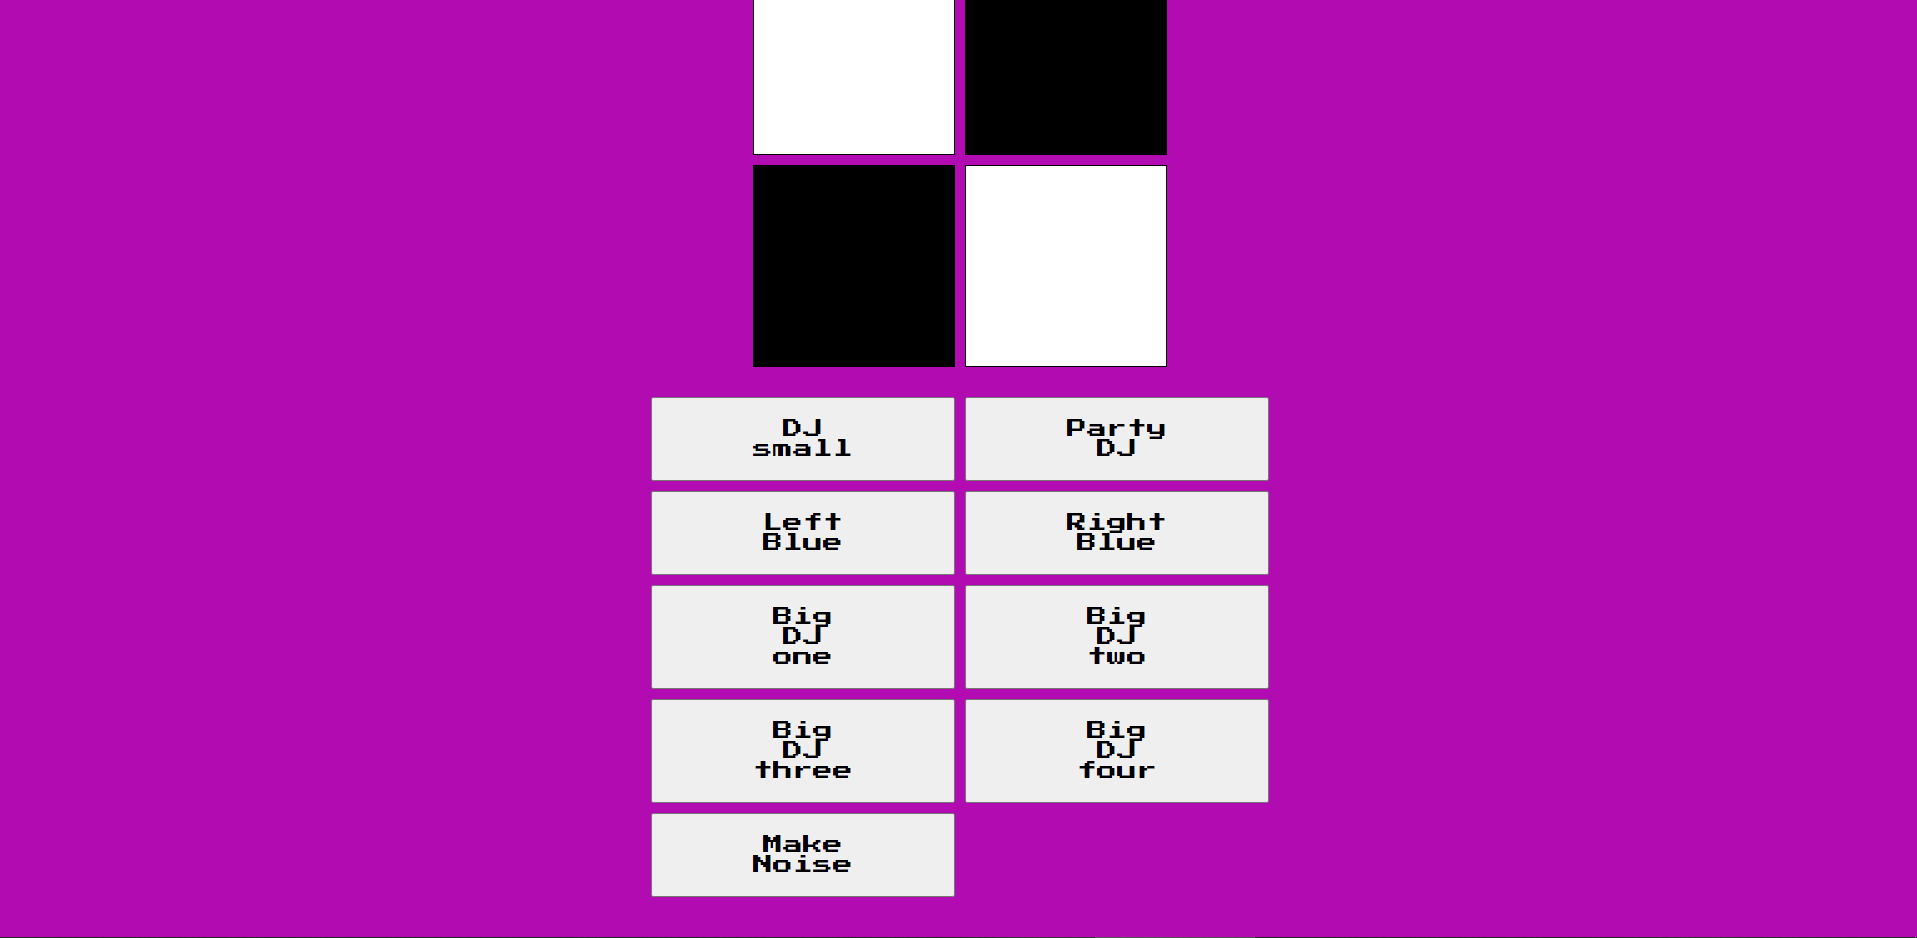 DJ
small
Party
DJ
Left
Blue
Right
Blue
Big
DJ
one
Big
DJ
two
Big
DJ
three
Big
DJ
four
Make
Noise